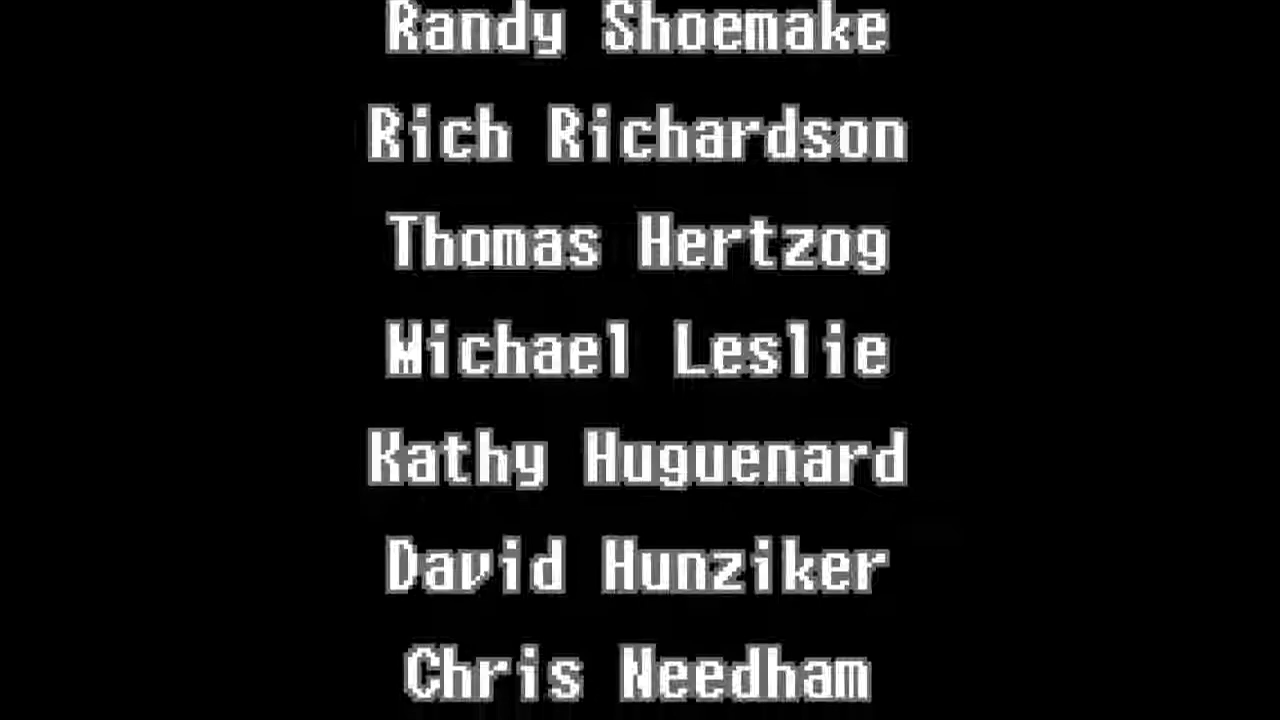 Randy Shoemake
Rich Richardson
Thomas Hertzog
Michael Leslie
Kathy Huguenard
David Hunziker
Chris Needham